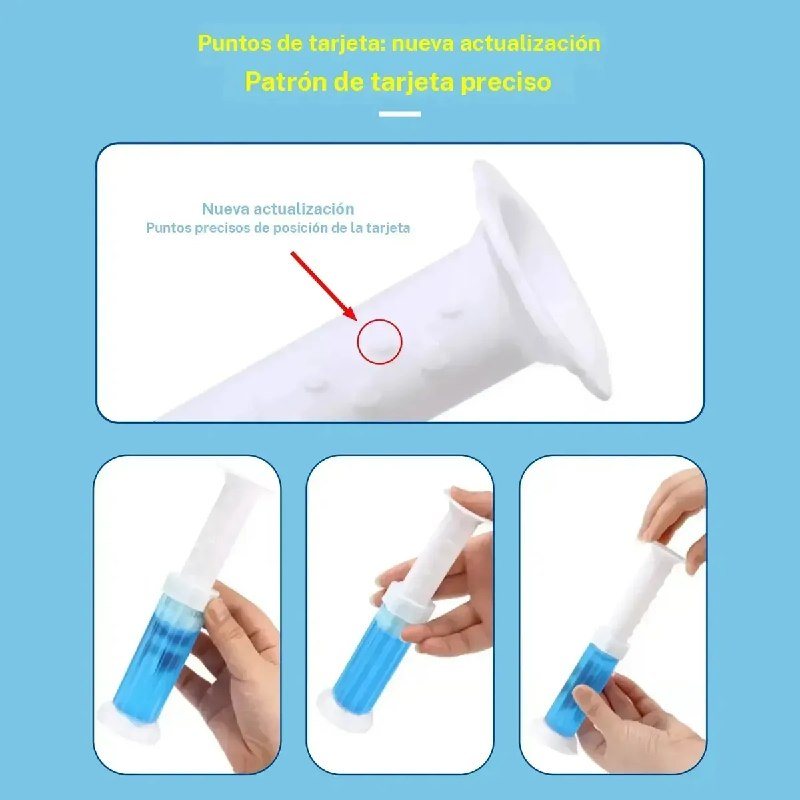 Puntos de tarjeta: nueva actualización
Patrón de tarjeta preciso
Nueva actualización
Puntos precisos de posición de la tarjeta